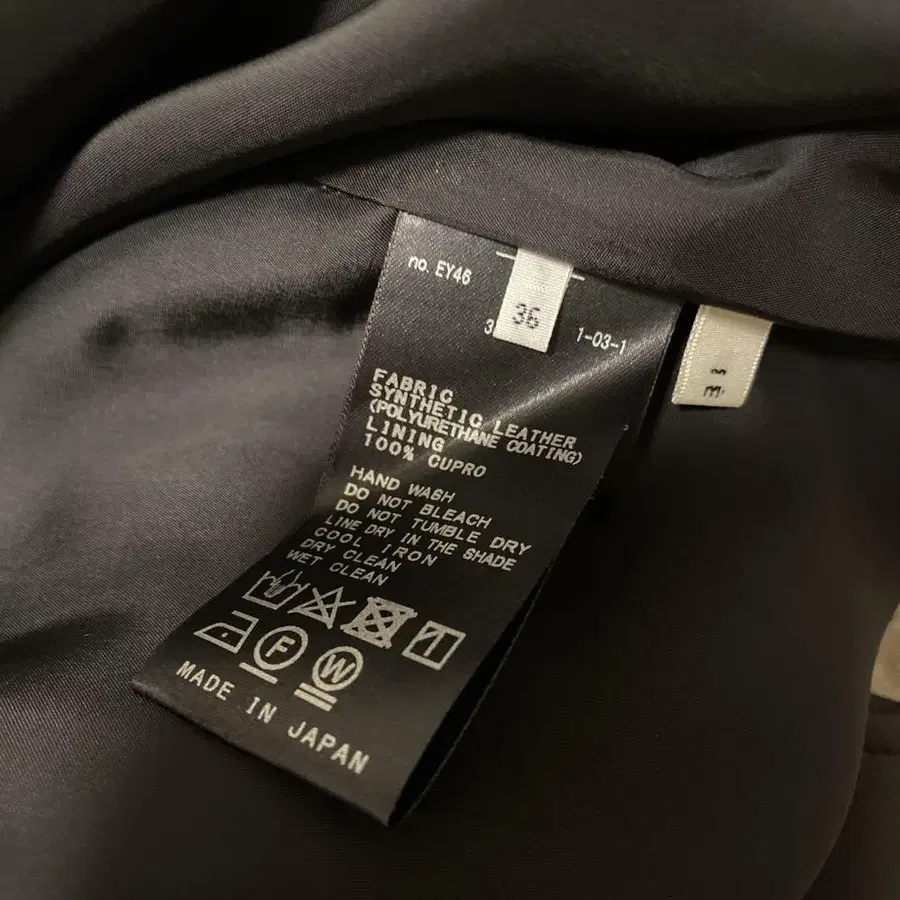 no. EY46
36
3
1-03-1
FABRIC
SYNTHETIC LEATHER
(POLYURETHANE COATING)
LINING
100% CUPRO
HAND WASH
DO NOT BLEACH
DO NOT TUMBLE DRY
LINE DRY IN THE SHADE
COOL IRON
DRY CLEAN
WET CLEAN
F
W
MADE IN JAPAN